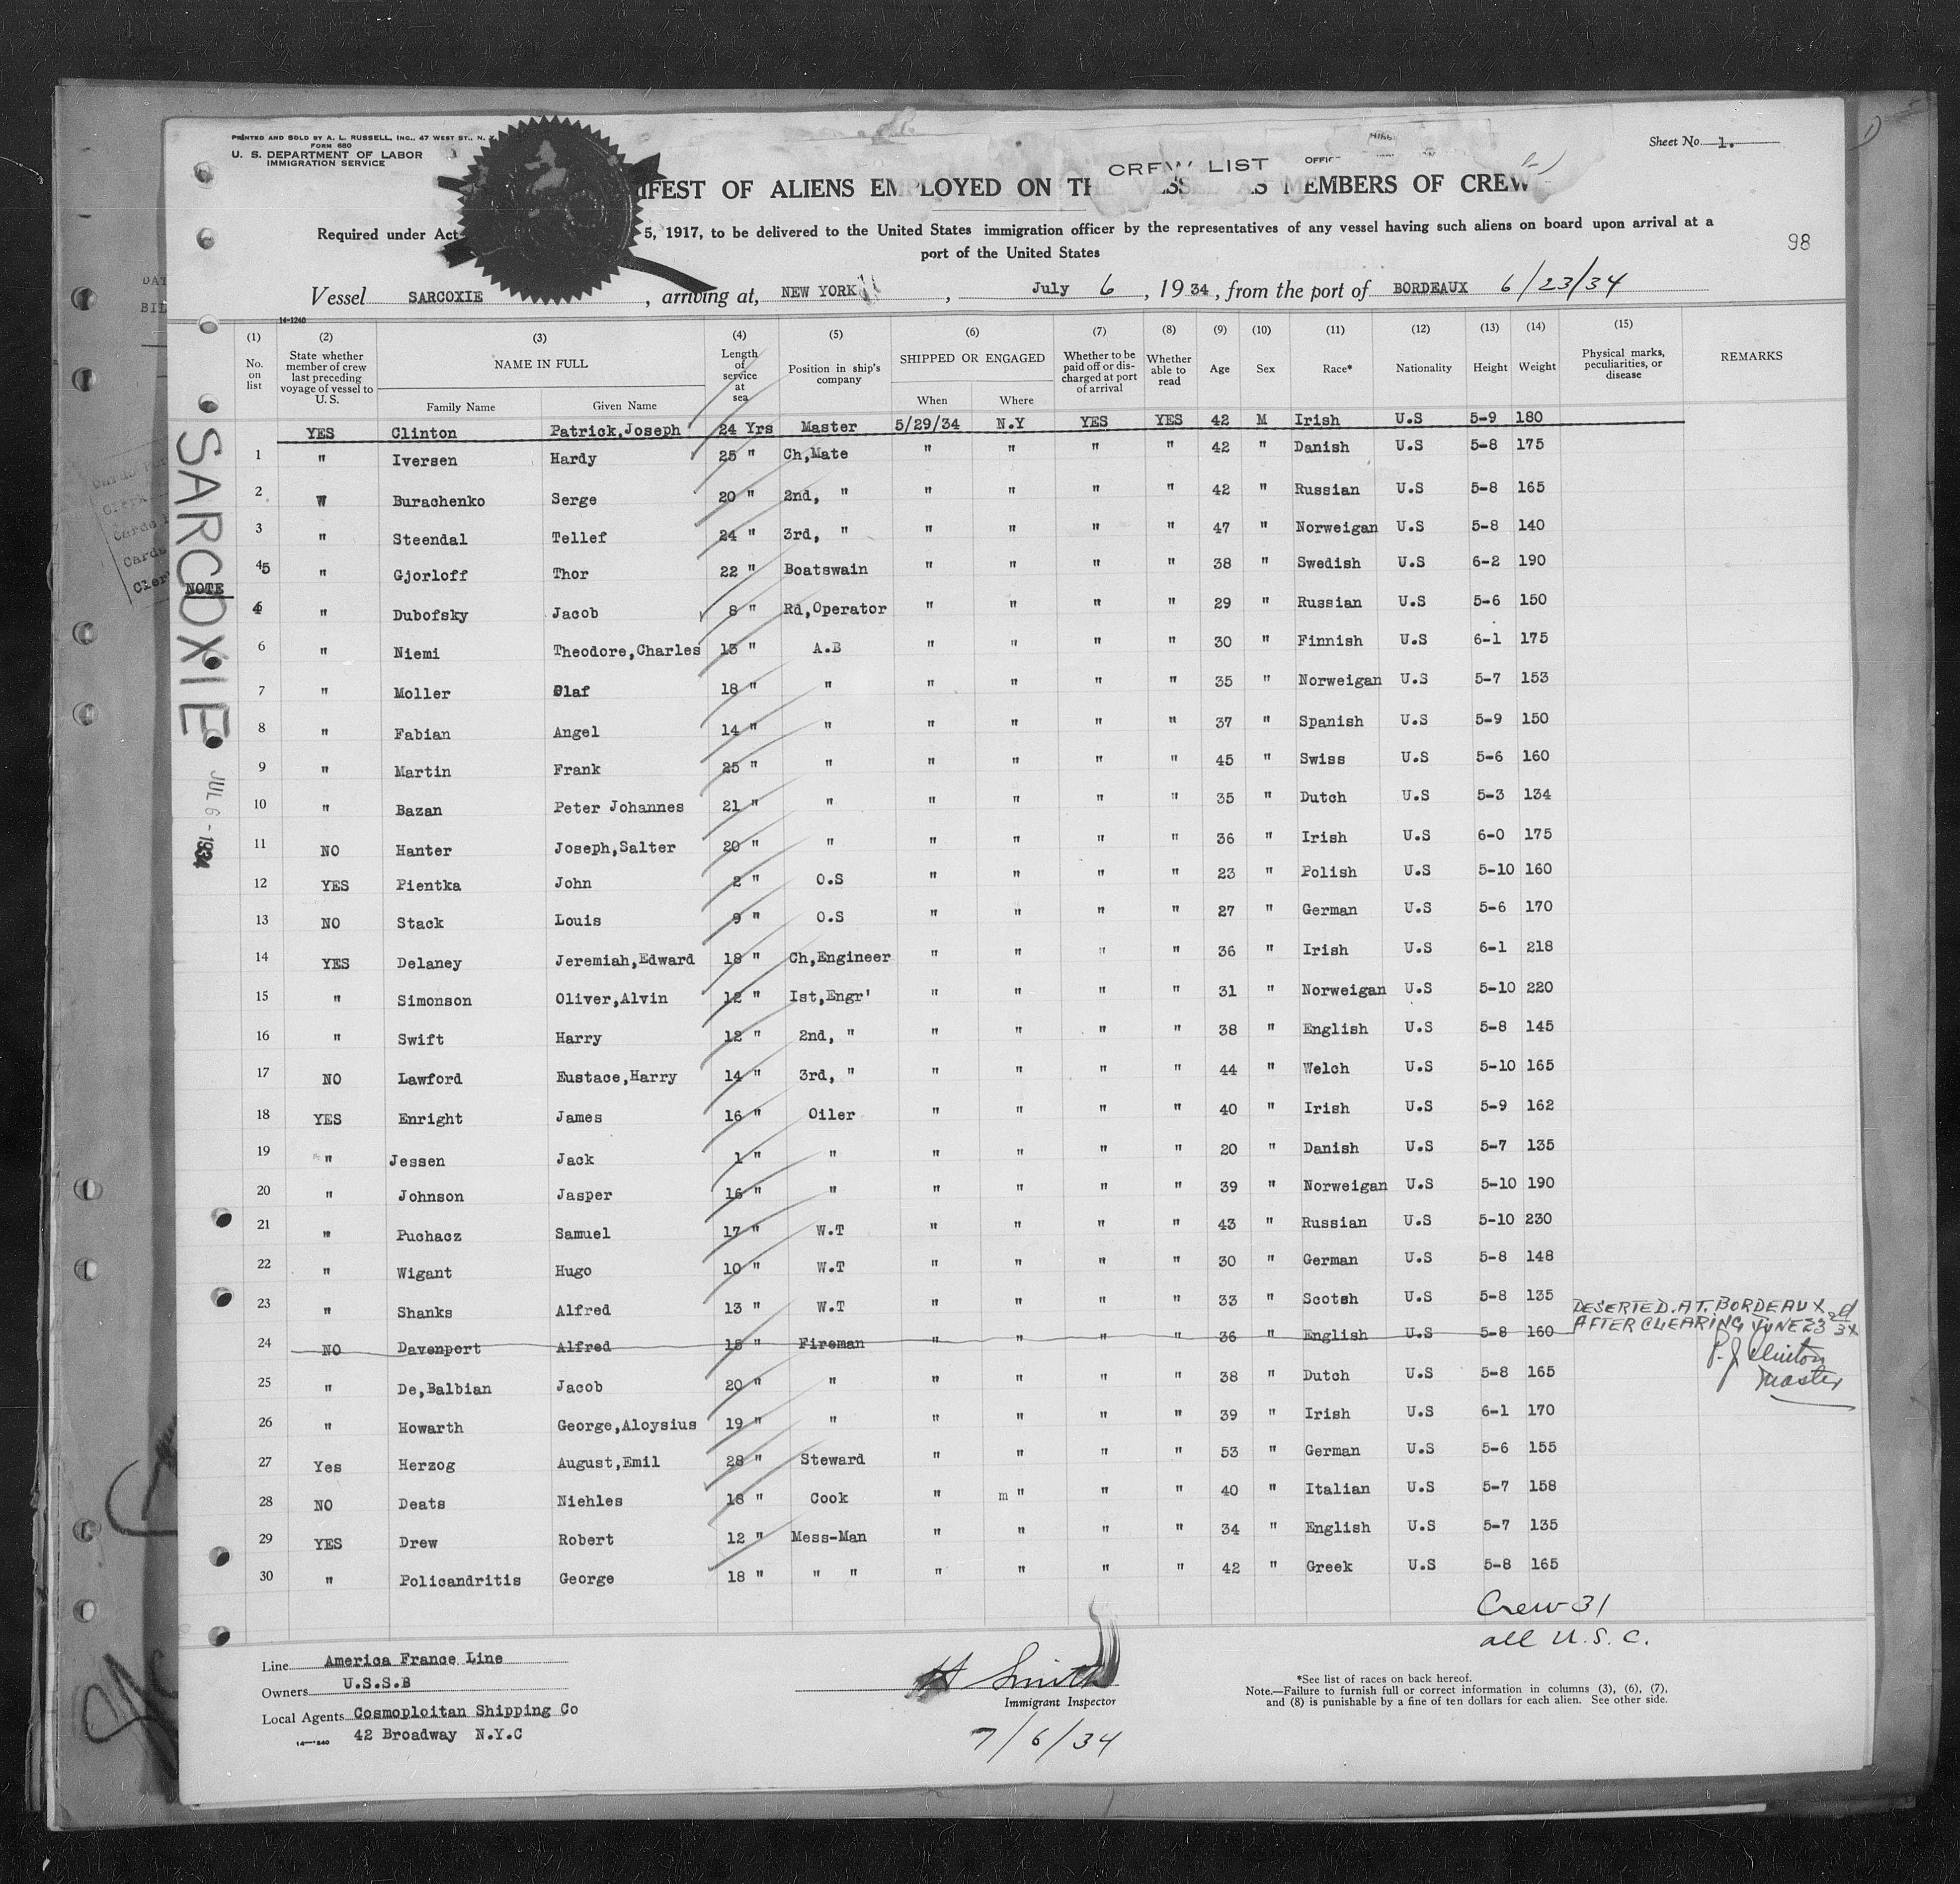 PRINTED AND SOLD BY A. L. RUSSELL, INC., 47 WEST ST., N. Y.
FORM 680
U. S. DEPARTMENT OF LABOR
IMMIGRATION SERVICE
Sheet No. 1.
CREW LIST
IFEST OF ALIENS EMPLOYED ON THE VESSEL AS MEMBERS OF CREW
Required under Act 5, 1917, to be delivered to the United States immigration officer by the representatives of any vessel having such aliens on board upon arrival at a
port of the United States
98
Vessel SARCOXIE, arriving at, NEW YORK, July 6, 1934, from the port of BORDEAUX 6/23/34
14-1240
(1) (2) (3) (4) (5) (6) (7) (8) (9) (10) (11) (12) (13) (14) (15)
No. on list State whether member of crew last preceding voyage of vessel to U. S. NAME IN FULL Length of service at sea Position in ship's company SHIPPED OR ENGAGED Whether to be paid off or discharged at port of arrival Whether able to read Age Sex Race* Nationality Height Weight Physical marks, peculiarities, or disease REMARKS
Family Name Given Name When Where
YES Clinton Patrick,Joseph 24 Yrs Master 5/29/34 N.Y YES YES 42 M Irish U.S 5-9 180
1 " Iversen Hardy 25 " Ch,Mate " " " " 42 " Danish U.S 5-8 175
2 W Burachenko Serge 20 " 2nd, " " " " " 42 " Russian U.S 5-8 165
3 " Steendal Tellef 24 " 3rd, " " " " " 47 " Norweigan U.S 5-8 140
45 " Gjorloff Thor 22 " Boatswain " " " " 38 " Swedish U.S 6-2 190
NOTE
4 " Dubofsky Jacob 8 " Rd,Operator " " " " 29 " Russian U.S 5-6 150
6 " Niemi Theodore,Charles 13 " A.B " " " " 30 " Finnish U.S 6-1 175
7 " Moller Olaf 18 " " " " " " 35 " Norweigan U.S 5-7 153
8 " Fabian Angel 14 " " " " " " 37 " Spanish U.S 5-9 150
9 " Martin Frank 25 " " " " " " 45 " Swiss U.S 5-6 160
10 " Bazan Peter Johannes 21 " " " " " " 35 " Dutch U.S 5-3 134
11 NO Hanter Joseph,Salter 20 " " " " " " 36 " Irish U.S 6-0 175
12 YES Pientka John 2 " O.S " " " " 23 " Polish U.S 5-10 160
13 NO Stack Louis 9 " O.S " " " " 27 " German U.S 5-6 170
14 YES Delaney Jeremiah,Edward 18 " Ch,Engineer " " " " 36 " Irish U.S 6-1 218
15 " Simonson Oliver,Alvin 12 " Ist,Engr' " " " " 31 " Norweigan U.S 5-10 220
16 " Swift Harry 12 " 2nd, " " " " " 38 " English U.S 5-8 145
17 NO Lawford Eustace,Harry 14 " 3rd, " " " " " 44 " Welch U.S 5-10 165
18 YES Enright James 16 " Oiler " " " " 40 " Irish U.S 5-9 162
19 " Jessen Jack 1 " " " " " " 20 " Danish U.S 5-7 135
20 " Johnson Jasper 16 " " " " " " 39 " Norweigan U.S 5-10 190
21 " Puchacz Samuel 17 " W.T " " " " 43 " Russian U.S 5-10 230
22 " Wigant Hugo 10 " W.T " " " " 30 " German U.S 5-8 148
23 " Shanks Alfred 13 " W.T " " " " 33 " Scotsh U.S 5-8 135
24 NO Davenport Alfred 15 " Fireman " " " " 36 " English U.S 5-8 160
DESERTED. AT. BORDEAUX
AFTER CLEARING JUNE 23rd 34
P. J. Clinton
Master
25 " De,Balbian Jacob 20 " " " " " " 38 " Dutch U.S 5-8 165
26 " Howarth George,Aloysius 19 " " " " " " 39 " Irish U.S 6-1 170
27 Yes Herzog August,Emil 28 " Steward " " " " 53 " German U.S 5-6 155
28 NO Deats Niehles 18 " Cook " m " " " 40 " Italian U.S 5-7 158
29 YES Drew Robert 12 " Mess-Man " " " " 34 " English U.S 5-7 135
30 " Policandritis George 18 " " " " " " " 42 " Greek U.S 5-8 165
Crew 31
all U. S. C.
SARCOXIE
JUL 6 - 1934
Line America France Line
Owners U.S.S.B
Local Agents Cosmoploitan Shipping Co
42 Broadway N.Y.C
H Smith
Immigrant Inspector
7/6/34
*See list of races on back hereof.
Note.—Failure to furnish full or correct information in columns (3), (6), (7),
and (8) is punishable by a fine of ten dollars for each alien. See other side.